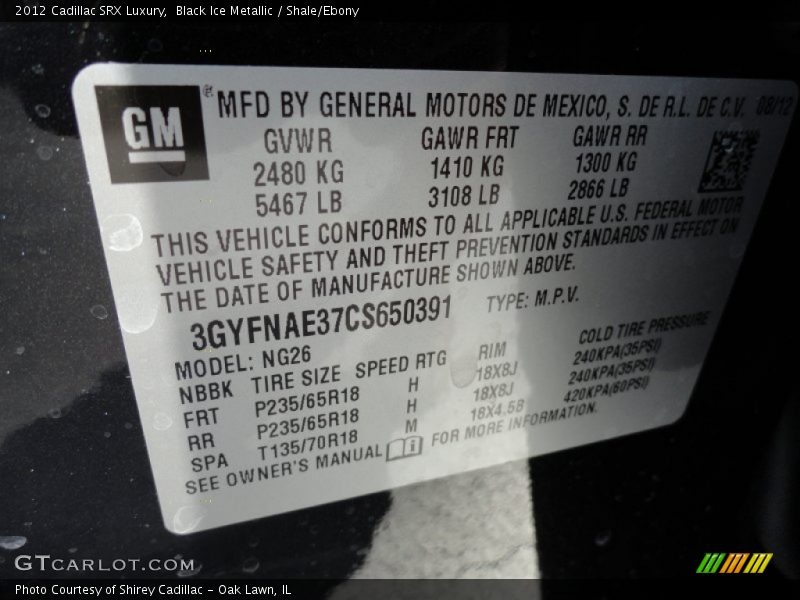 2012 Cadillac SRX Luxury, Black Ice Metallic / Shale/Ebony
GM
® MFD BY GENERAL MOTORS DE MEXICO, S. DE R.L. DE C.V. 08/12
GVWR GAWR FRT GAWR RR
2480 KG 1410 KG 1300 KG
5467 LB 3108 LB 2866 LB
THIS VEHICLE CONFORMS TO ALL APPLICABLE U.S. FEDERAL MOTOR
VEHICLE SAFETY AND THEFT PREVENTION STANDARDS IN EFFECT ON
THE DATE OF MANUFACTURE SHOWN ABOVE.
3GYFNAE37CS650391 TYPE: M.P.V.
MODEL: NG26
NBBK TIRE SIZE SPEED RTG RIM COLD TIRE PRESSURE
FRT P235/65R18 H 18X8J 240KPA(35PSI)
RR P235/65R18 H 18X8J 240KPA(35PSI)
SPA T135/70R18 M 18X4.5B 420KPA(60PSI)
SEE OWNER'S MANUAL FOR MORE INFORMATION.
GTCARLOT.COM
Photo Courtesy of Shirey Cadillac - Oak Lawn, IL